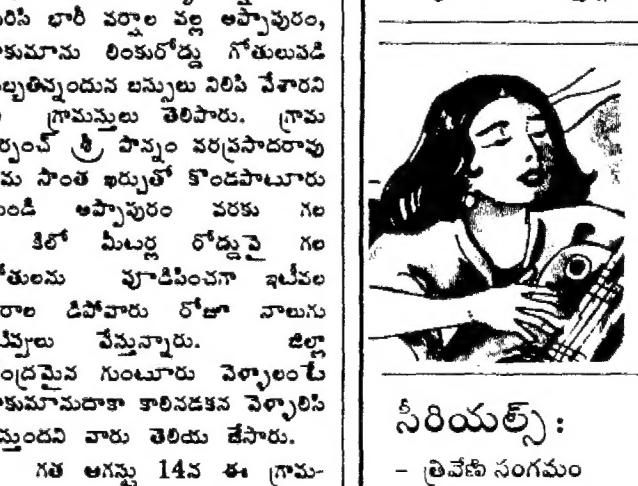 రిసి భారీ వర్షాల వల్ల అప్పాపురం,
కుమాను లింకురోడ్డు గోతులుపడి
బ్బతిన్నందున బస్సులు నిలిపి వేశారని
గ్రామస్తులు తెలిపారు. గ్రామ
ర్పంచ్ శ్రీ పొన్నం వరప్రసాదరావు
మ సొంత ఖర్చుతో కొండపాటూరు
ండి అప్పాపురం వరకు గల
కిలో మీటర్ల రోడ్డుపై గల
తులను పూడిపించగా ఇటీవల
రాల డిపోవారు రోజూ నాలుగు
వేస్తున్నారు. జిల్లా
ంద్రమైన గుంటూరు వెళ్ళాలంటే
కుమానుదాకా కాలినడకన వెళ్ళాలిసి
స్తుందని వారు తెలియ జేసారు.
గత ఆగస్టు 14న ఈ గ్రామ-
సీరియల్స్ :
- త్రివేణి సంగమం